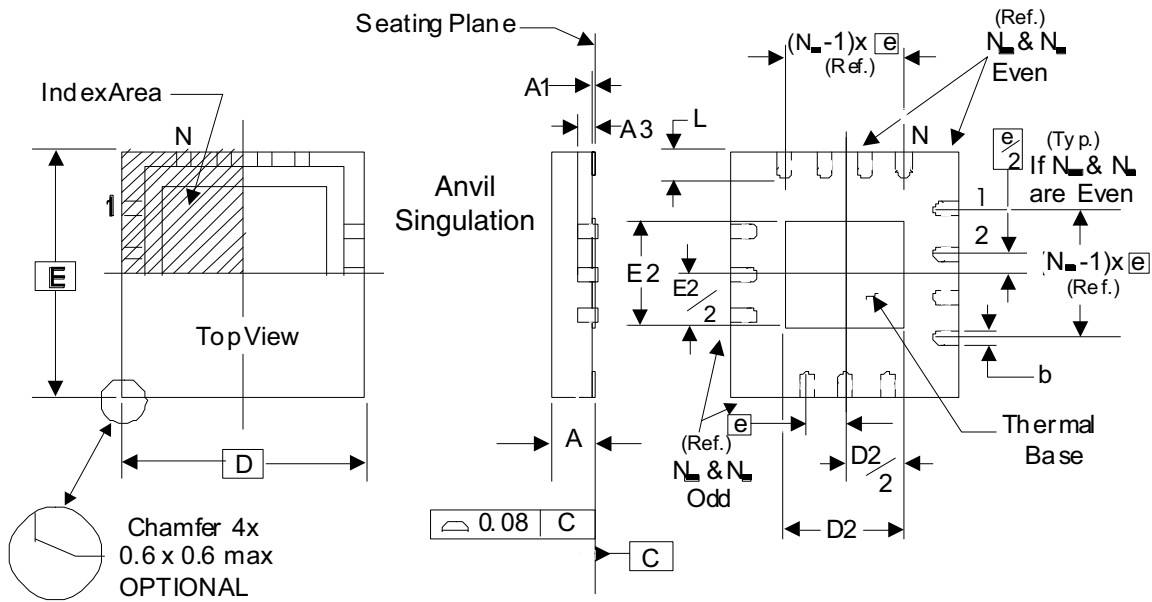 Seating Plane
IndexArea
N
1
E
TopView
D
Chamfer 4x
0.6 x 0.6 max
OPTIONAL
A1
A3
Anvil
Singulation
A
0.08 C
C
L
E2
E2/2
(Ref.)
& 
Odd
e
(N -1)x e
(Ref.)
(Ref.)
N & N
Even
N
e/2
(Typ.)
If N & N
are Even
1
2
(N -1)x e
(Ref.)
b
Thermal
Base
D2/2
D2